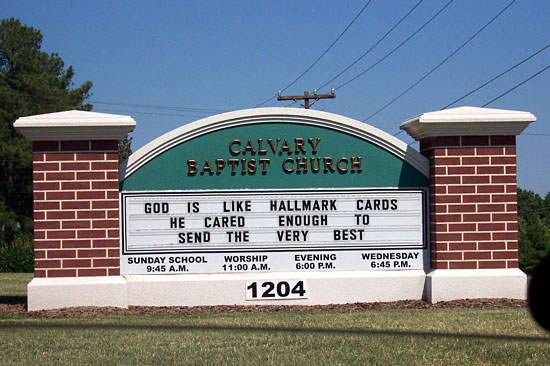 CALVARY
BAPTIST CHURCH
GOD IS LIKE HALLMARK CARDS
HE CARED ENOUGH TO
SEND THE VERY BEST
SUNDAY SCHOOL WORSHIP EVENING WEDNESDAY
9:45 A.M. 11:00 A.M. 6:00 P.M. 6:45 P.M.
1204